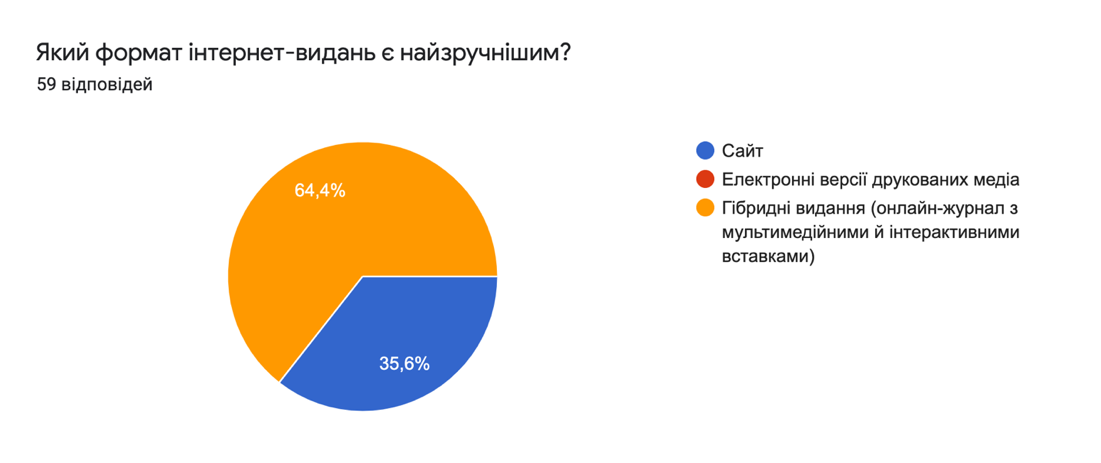 Який формат інтернет-видань є найзручнішим?
59 відповідей
64,4%
35,6%
Сайт
Електронні версії друкованих медіа
Гібридні видання (онлайн-журнал з
мультимедійними й інтерактивними
вставками)